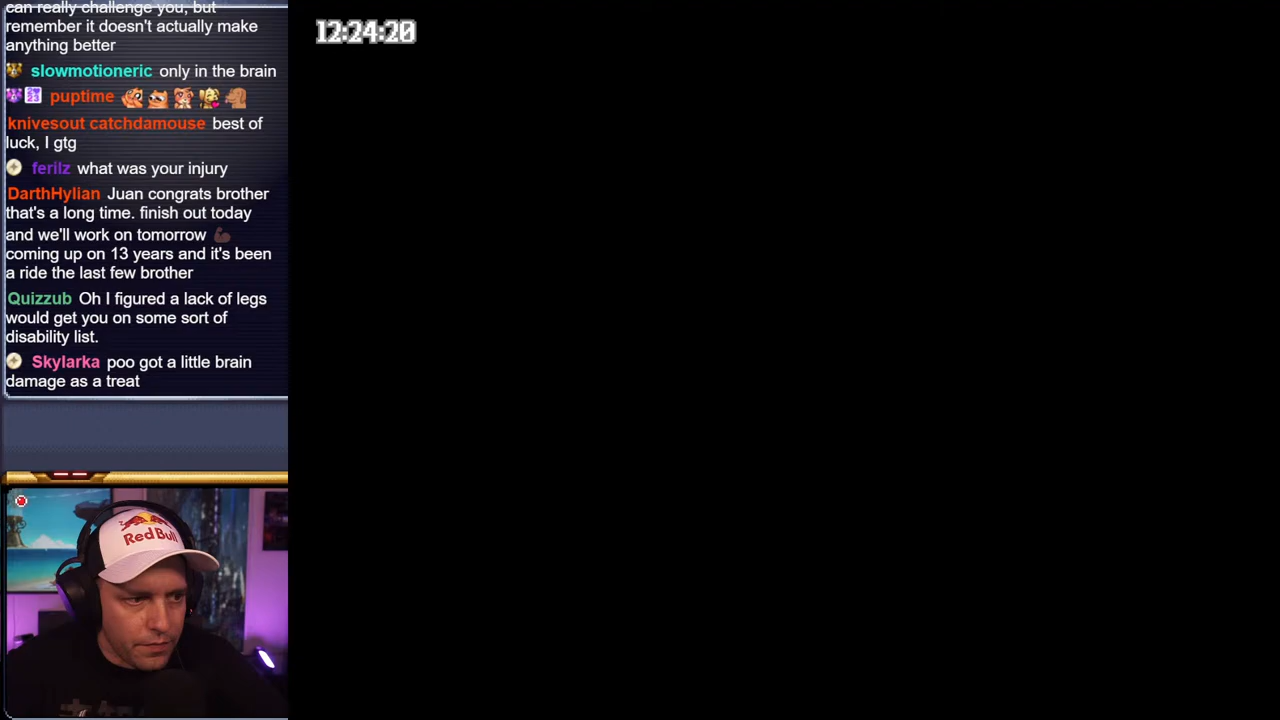 can really challenge you, but
remember it doesn't actually make
anything better
slowmotioneric only in the brain
puptime
knivesout catchdamouse best of
luck, I gtg
ferilz what was your injury
DarthHylian Juan congrats brother
that's a long time. finish out today
and we'll work on tomorrow
coming up on 13 years and it's been
a ride the last few brother
Quizzub Oh I figured a lack of legs
would get you on some sort of
disability list.
Skylarka poo got a little brain
damage as a treat
12:24:20
Red Bull